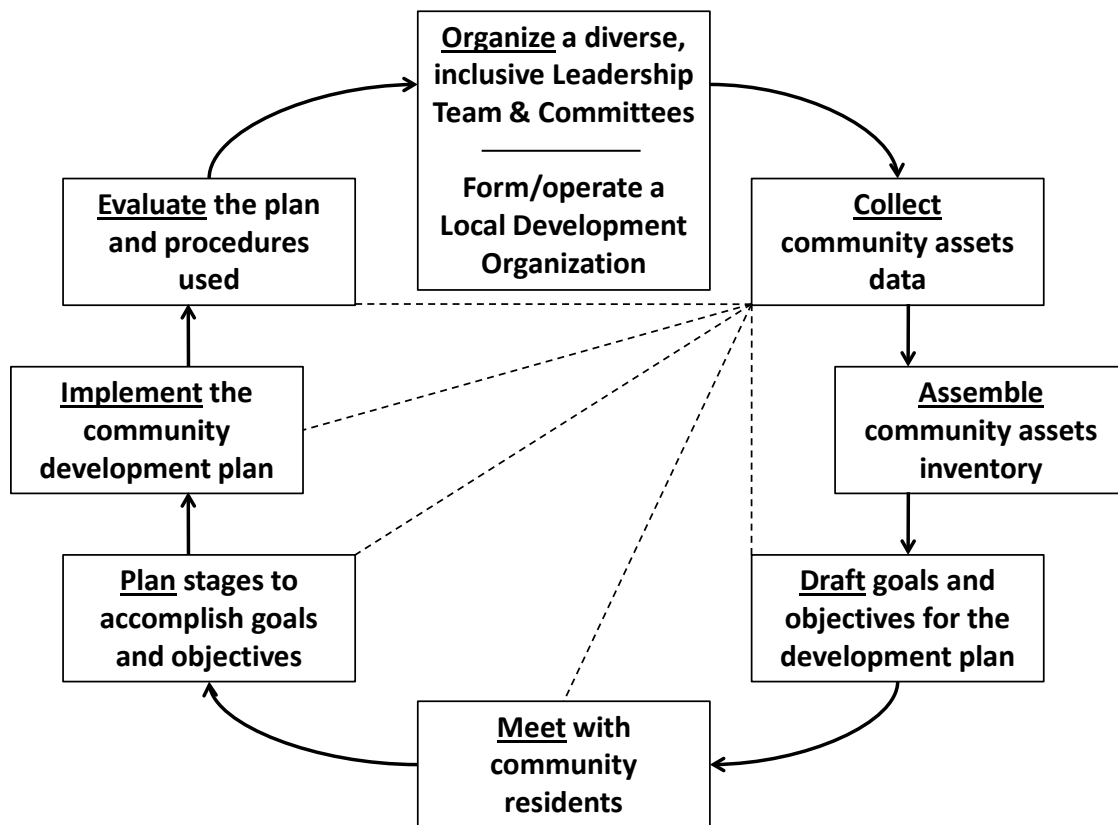 Organize a diverse,
inclusive Leadership
Team & Committees
Form/operate a
Local Development
Organization
Collect
community assets
data
Assemble
community assets
inventory
Draft goals and
objectives for the
development plan
Meet with
community
residents
Plan stages to
accomplish goals
and objectives
Implement the
community
development plan
Evaluate the plan
and procedures
used